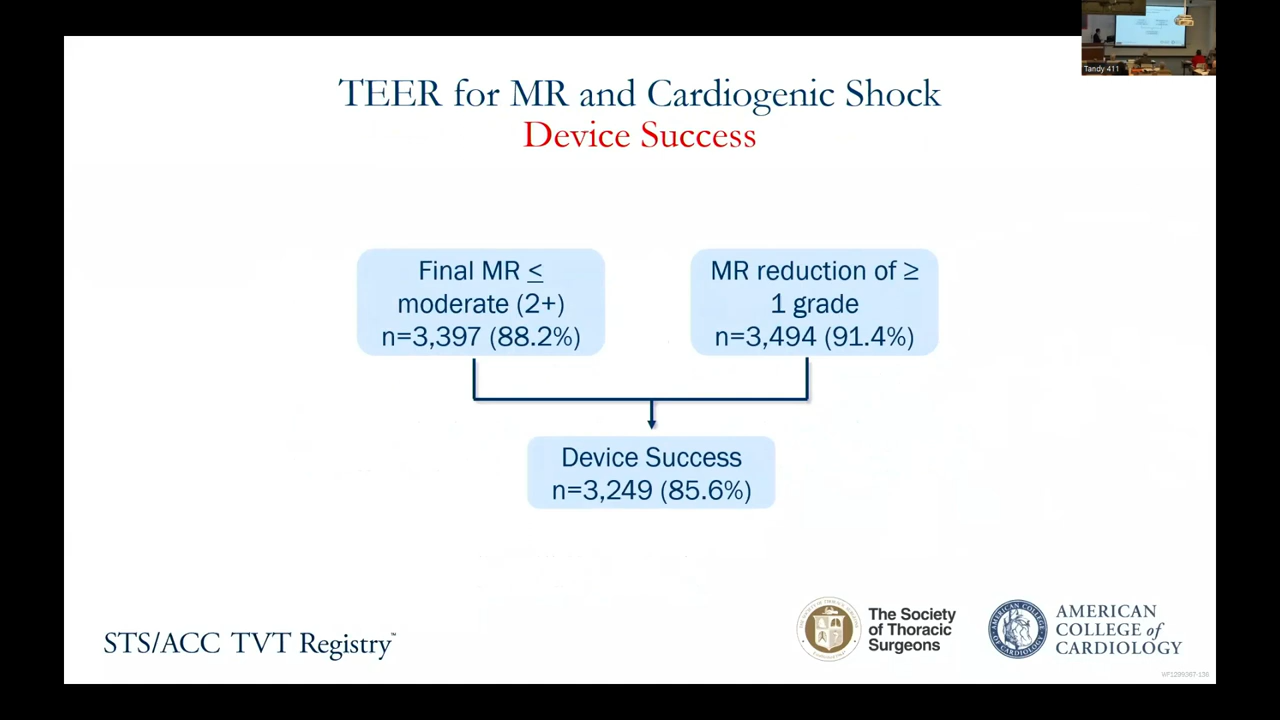 Tandy 411
TEER for MR and Cardiogenic Shock
Device Success
Final MR ≤
moderate (2+)
n=3,397 (88.2%)
MR reduction of ≥
1 grade
n=3,494 (91.4%)
Device Success
n=3,249 (85.6%)
STS/ACC TVT Registry™
The Society
of Thoracic
Surgeons
AMERICAN
COLLEGE of
CARDIOLOGY